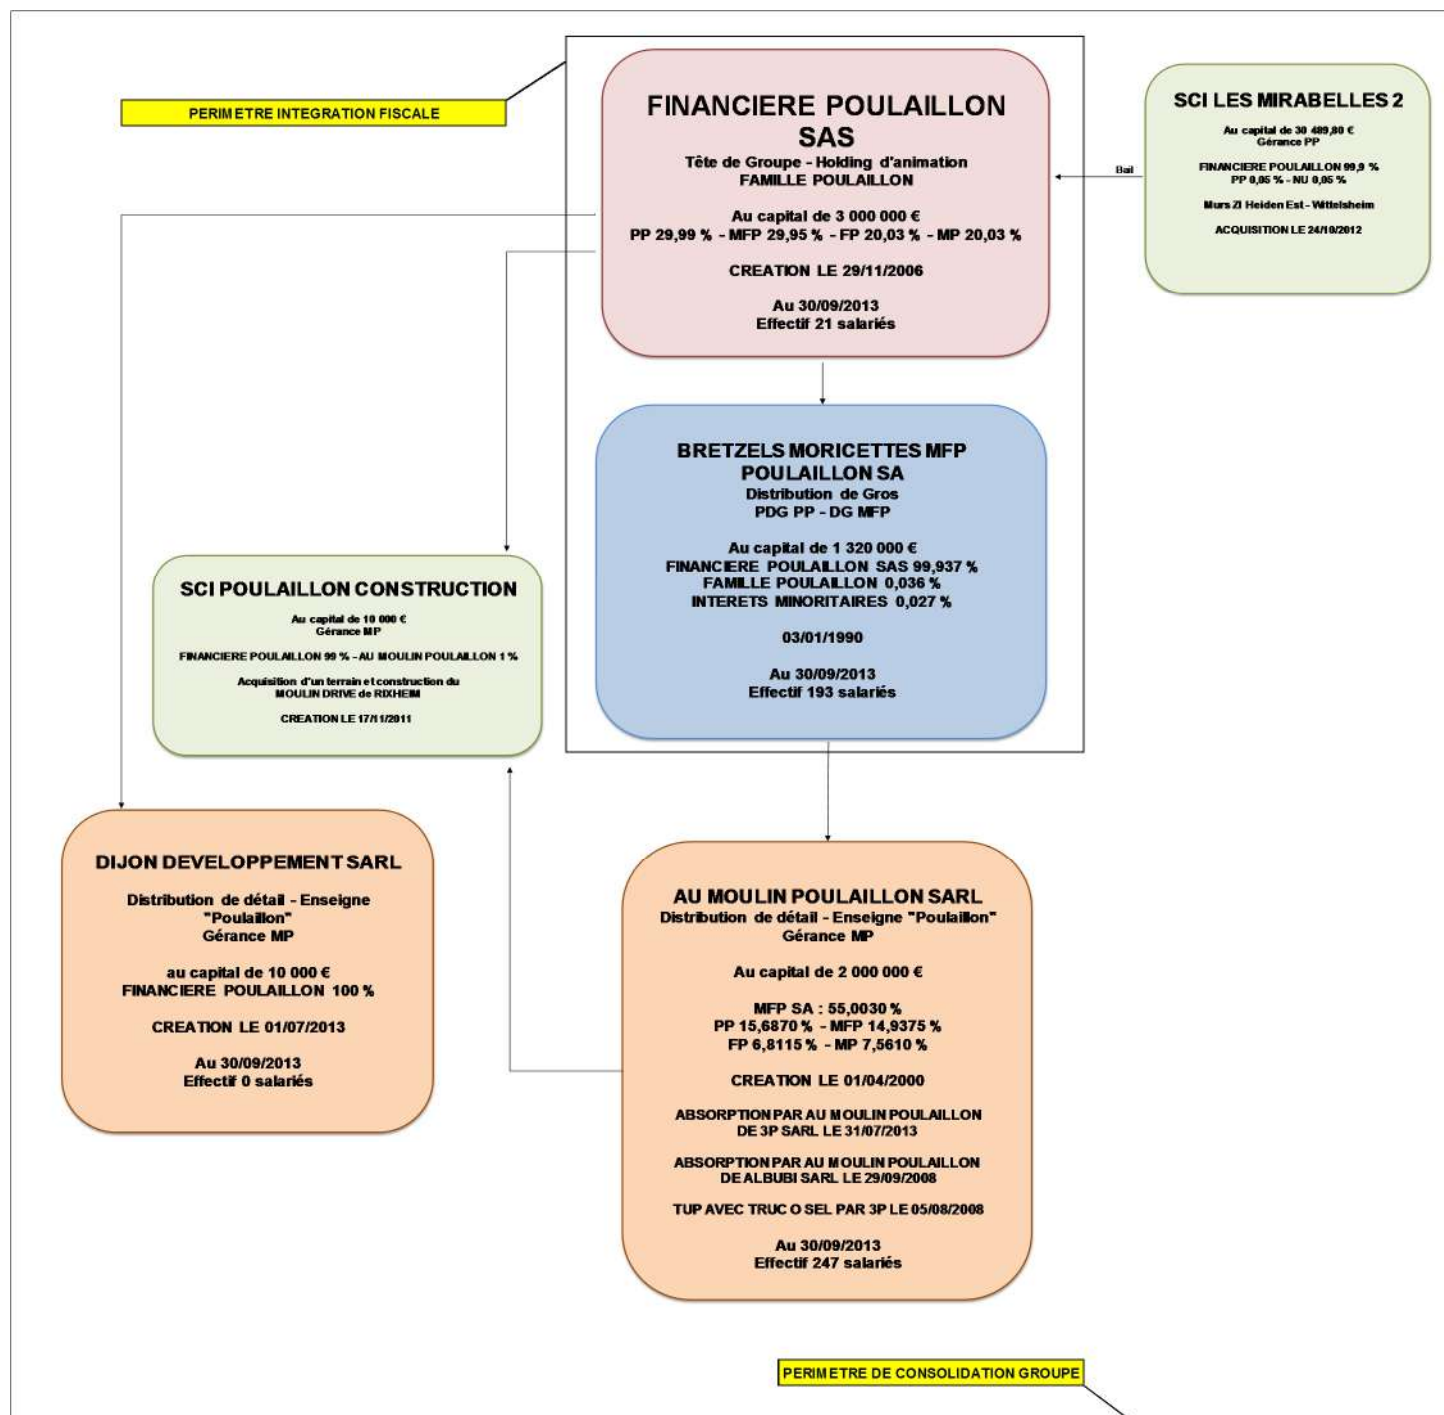 PERIMETRE INTEGRATION FISCALE
FINANCIERE POULAILLON
SAS
Tête de Groupe - Holding d'animation
FAMILLE POULAILLON
Au capital de 3 000 000 €
PP 29,99 % - MFP 29,95 % - FP 20,03 % - MP 20,03 %
CREATION LE 29/11/2006
Au 30/09/2013
Effectif 21 salariés
Bail
SCI LES MIRABELLES 2
Au capital de 30 489,80 €
Gérance PP
FINANCIERE POULAILLON 99,9 %
PP 0,05 % - NU 0,05 %
Murs ZI Heiden Est - Wittelsheim
ACQUISITION LE 24/10/2012
BRETZELS MORICETTES MFP
POULAILLON SA
Distribution de Gros
PDG PP - DG MFP
Au capital de 1 320 000 €
FINANCIERE POULAILLON SAS 99,937 %
FAMILLE POULAILLON 0,036 %
INTERETS MINORITAIRES 0,027 %
03/01/1990
Au 30/09/2013
Effectif 193 salariés
SCI POULAILLON CONSTRUCTION
Au capital de 10 000 €
Gérance MP
FINANCIERE POULAILLON 99 % - AU MOULIN POULAILLON 1 %
Acquisition d'un terrain et construction du
MOULIN DRIVE de RIXHEIM
CREATION LE 17/11/2011
DIJON DEVELOPPEMENT SARL
Distribution de détail - Enseigne
"Poulaillon"
Gérance MP
au capital de 10 000 €
FINANCIERE POULAILLON 100 %
CREATION LE 01/07/2013
Au 30/09/2013
Effectif 0 salariés
AU MOULIN POULAILLON SARL
Distribution de détail - Enseigne "Poulaillon"
Gérance MP
Au capital de 2 000 000 €
MFP SA : 55,0030 %
PP 15,6870 % - MFP 14,9375 %
FP 6,8115 % - MP 7,5610 %
CREATION LE 01/04/2000
ABSORPTION PAR AU MOULIN POULAILLON
DE 3P SARL LE 31/07/2013
ABSORPTION PAR AU MOULIN POULAILLON
DE ALBUBI SARL LE 29/09/2008
TUP AVEC TRUC O SEL PAR 3P LE 05/08/2008
Au 30/09/2013
Effectif 247 salariés
PERIMETRE DE CONSOLIDATION GROUPE